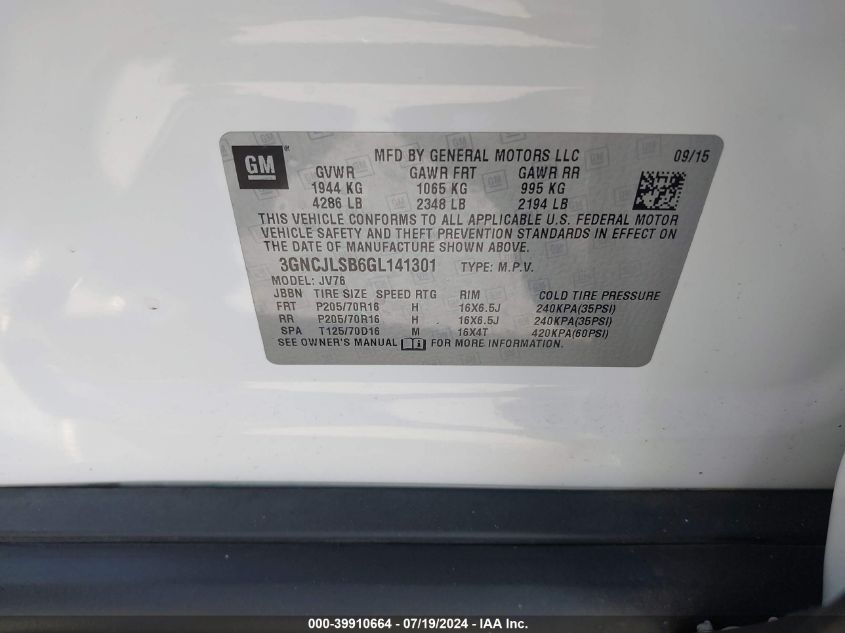 GM MFD BY GENERAL MOTORS LLC 09/15
GVWR GAWR FRT GAWR RR
1944 KG 1065 KG 995 KG
4286 LB 2348 LB 2194 LB
THIS VEHICLE CONFORMS TO ALL APPLICABLE U.S. FEDERAL MOTOR
VEHICLE SAFETY AND THEFT PREVENTION STANDARDS IN EFFECT ON
THE DATE OF MANUFACTURE SHOWN ABOVE.
3GNCJLSB6GL141301 TYPE: M.P.V.
MODEL: JV76
JBBN TIRE SIZE SPEED RTG RIM COLD TIRE PRESSURE
FRT P205/70R16 H 16X6.5J 240KPA(35PSI)
RR P205/70R16 H 16X6.5J 240KPA(35PSI)
SPA T125/70D16 M 16X4T 420KPA(60PSI)
SEE OWNER'S MANUAL FOR MORE INFORMATION.
000-39910664 - 07/19/2024 - IAA Inc.